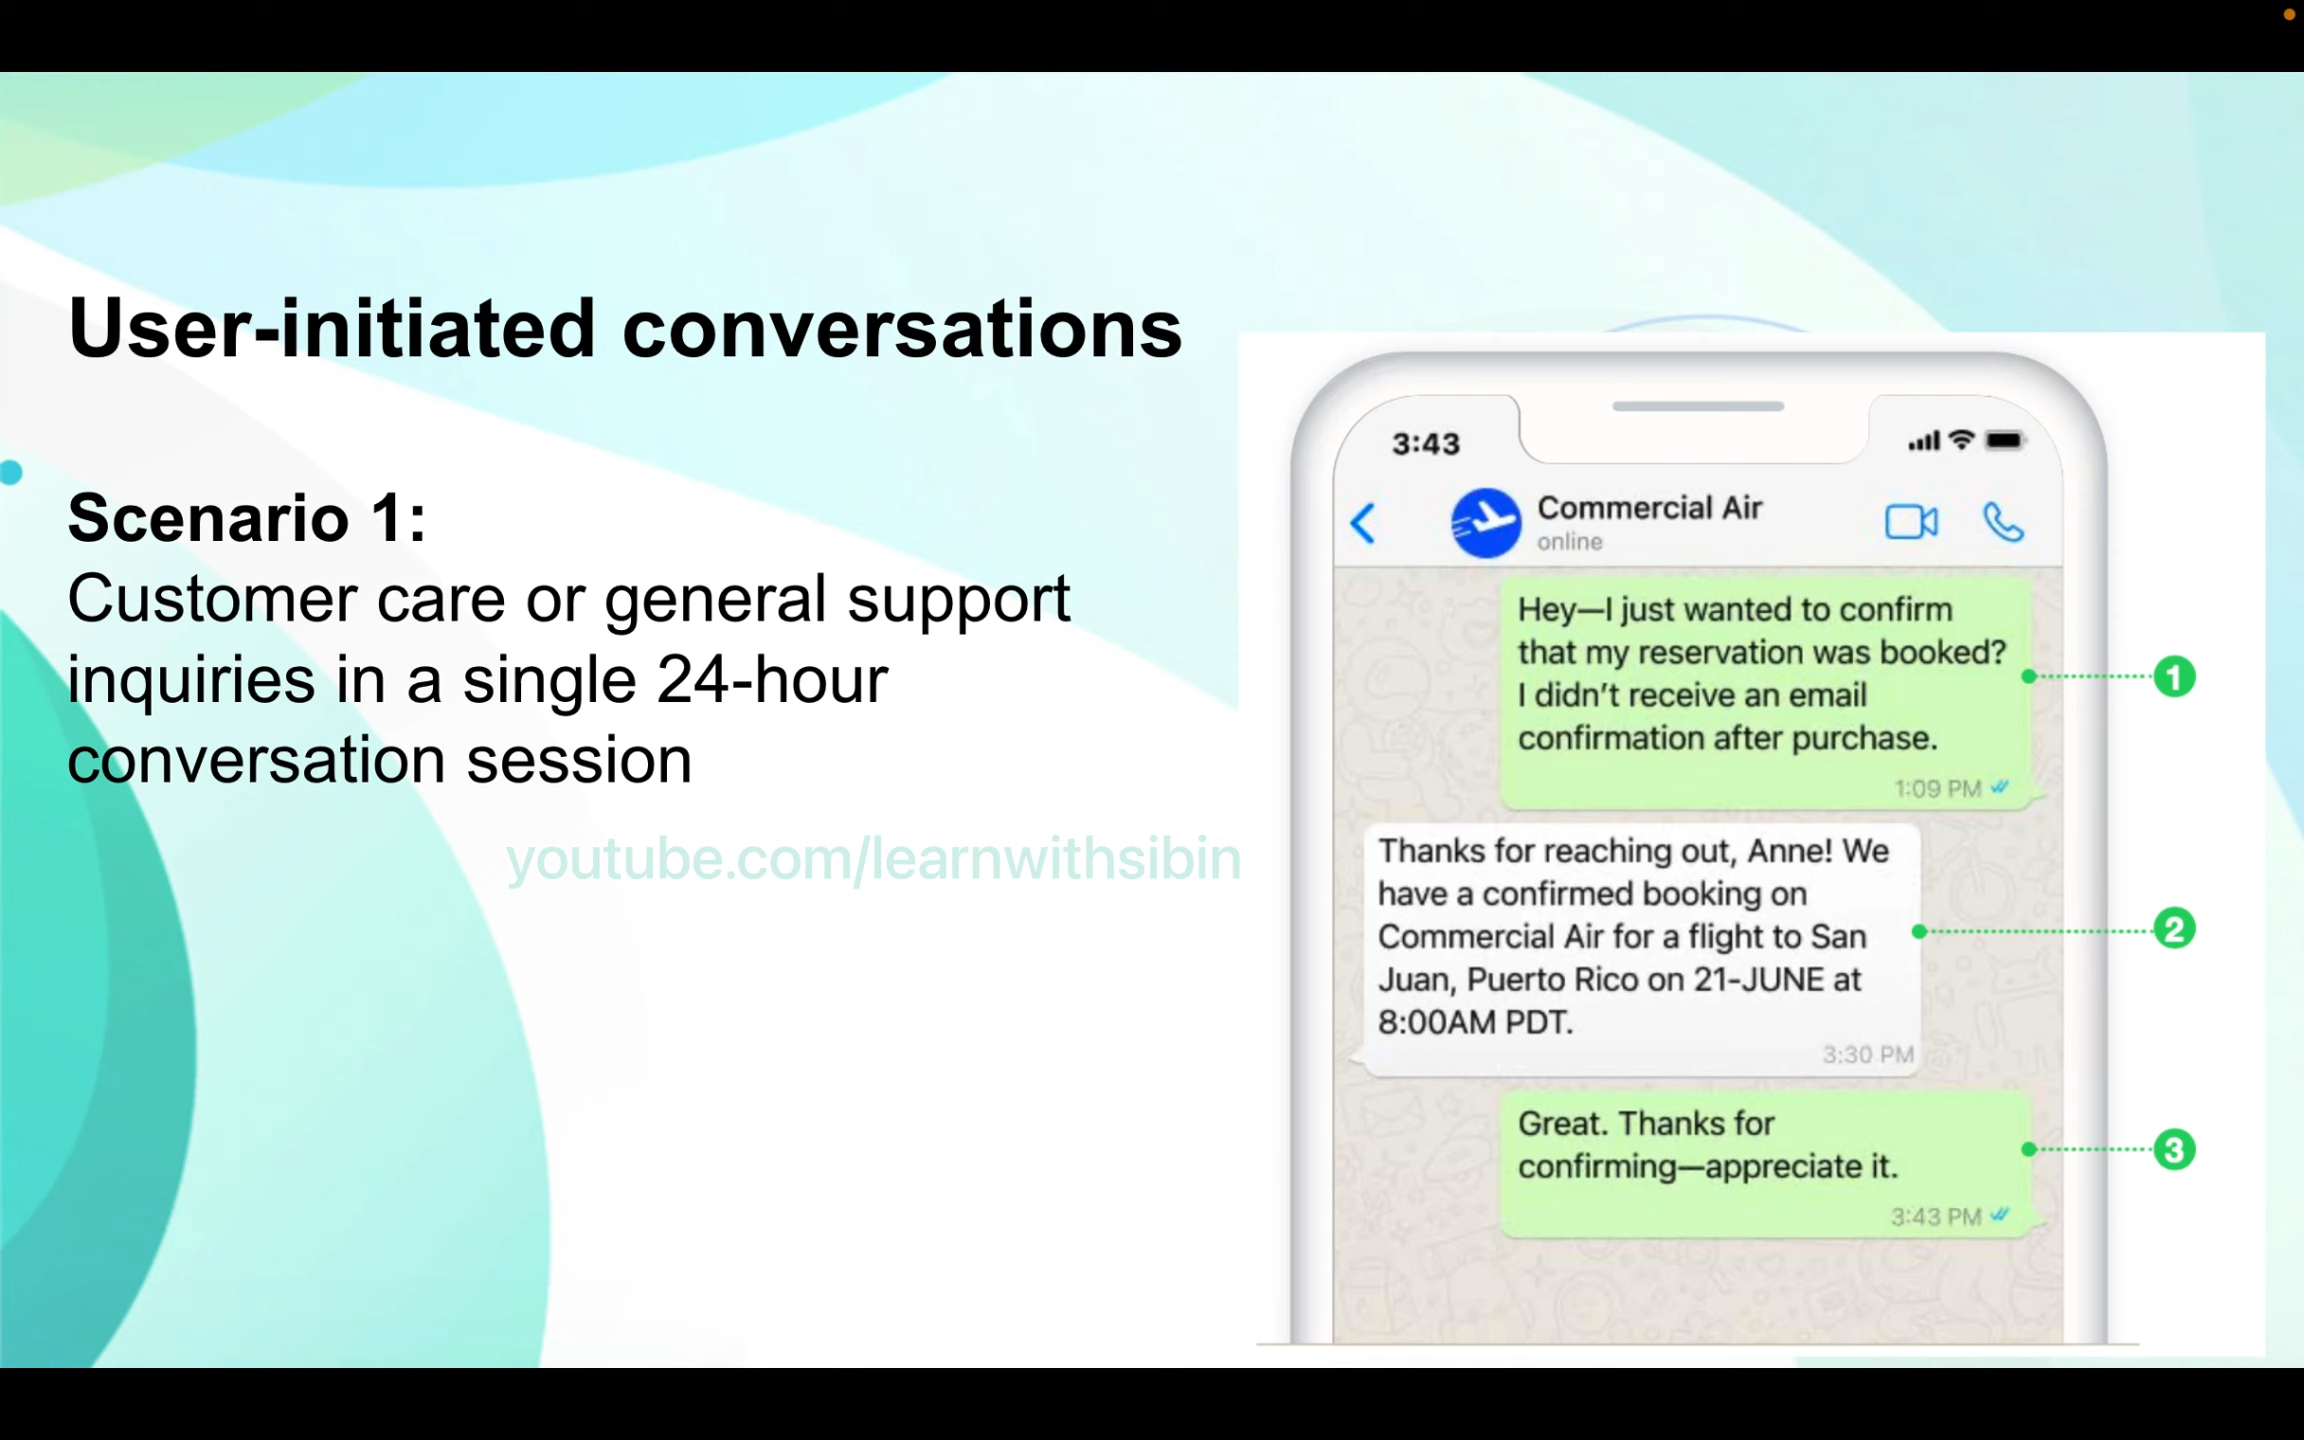 User-initiated conversations
Scenario 1:
Customer care or general support
inquiries in a single 24-hour
conversation session
youtube.com/learnwithsibin
3:43
Commercial Air
online
Hey—I just wanted to confirm
that my reservation was booked?
I didn’t receive an email
confirmation after purchase.
1:09 PM
1
Thanks for reaching out, Anne! We
have a confirmed booking on
Commercial Air for a flight to San
Juan, Puerto Rico on 21-JUNE at
8:00AM PDT.
3:30 PM
2
Great. Thanks for
confirming—appreciate it.
3:43 PM
3